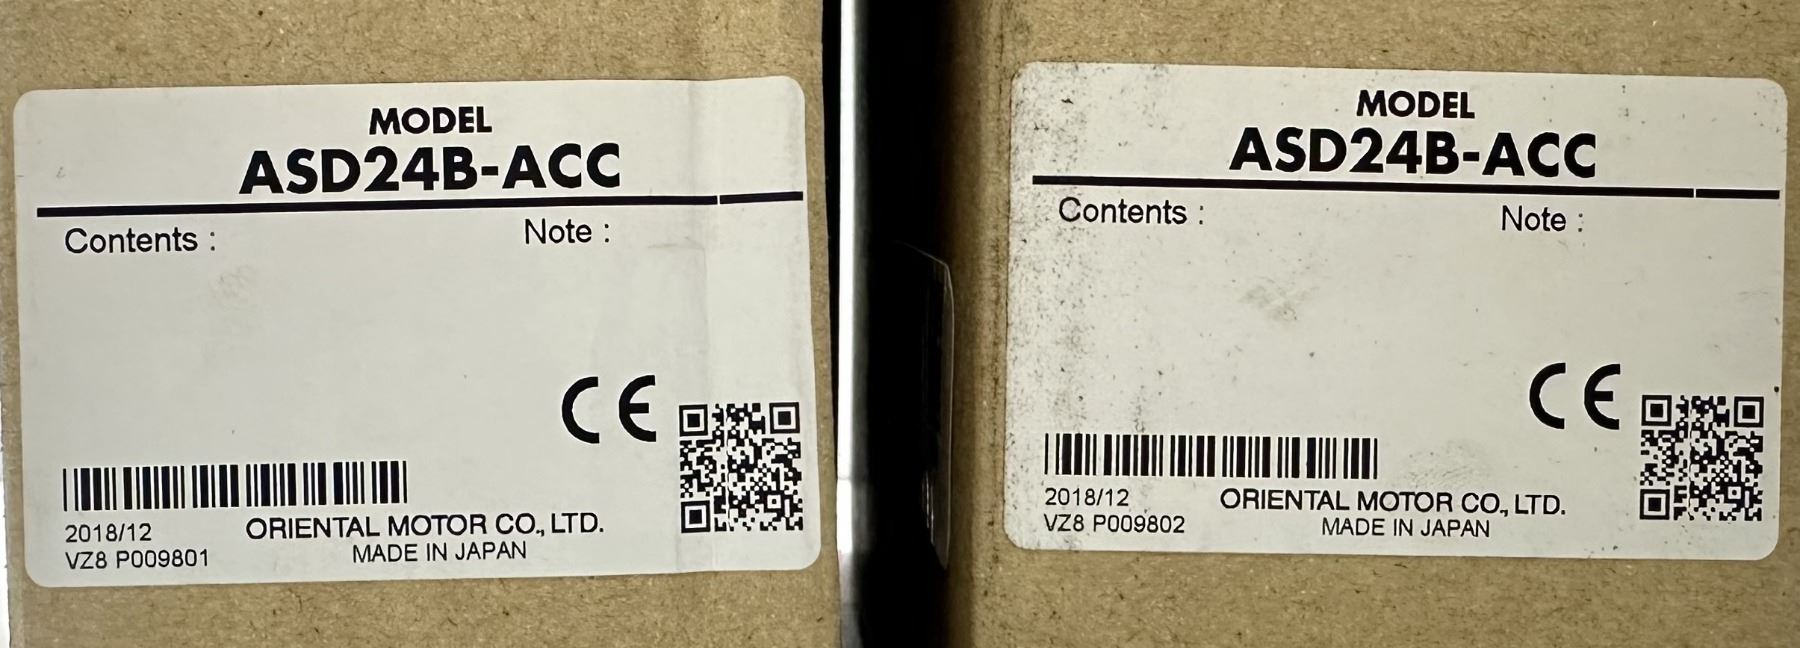 MODEL
ASD24B-ACC
Contents :
Note :
CE
2018/12
ORIENTAL MOTOR CO., LTD.
VZ8 P009801
MADE IN JAPAN
MODEL
ASD24B-ACC
Contents :
Note :
CE
2018/12
ORIENTAL MOTOR CO., LTD.
VZ8 P009802
MADE IN JAPAN